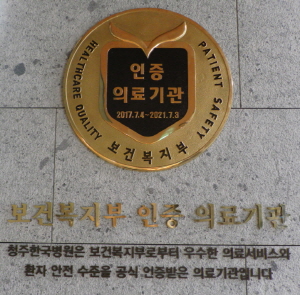 HEALTHCARE QUALITY
PATIENT SAFETY
인증
의료기관
2017.7.4~2021.7.3
보건복지부
보건복지부 인증 의료기관
청주한국병원은 보건복지부로부터 우수한 의료서비스와
환자 안전 수준을 공식 인증받은 의료기관입니다